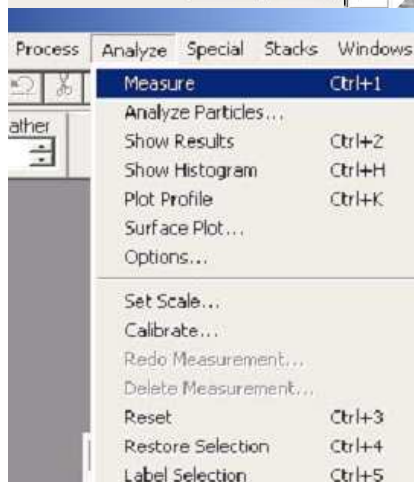 Process Analyze Special Stacks Windows
ather
Measure Ctrl+1
Analyze Particles...
Show Results Ctrl+2
Show Histogram Ctrl+H
Plot Profile Ctrl+K
Surface Plot...
Options...
Set Scale...
Calibrate...
Redo Measurement...
Delete Measurement...
Reset Ctrl+3
Restore Selection Ctrl+4
Label Selection Ctrl+5